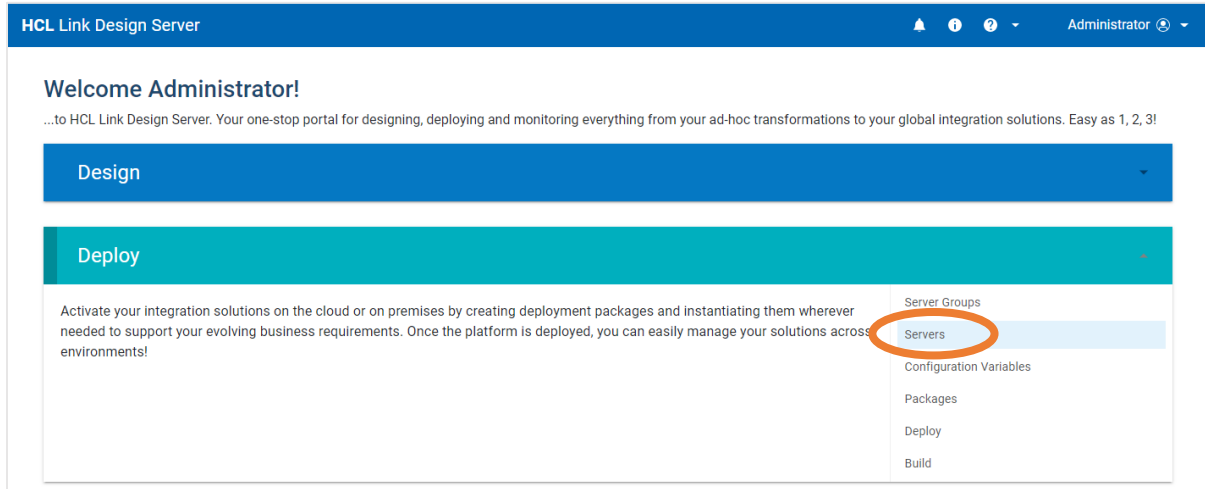 HCL Link Design Server
Administrator
Welcome Administrator!
...to HCL Link Design Server. Your one-stop portal for designing, deploying and monitoring everything from your ad-hoc transformations to your global integration solutions. Easy as 1, 2, 3!
Design
Deploy
Activate your integration solutions on the cloud or on premises by creating deployment packages and instantiating them wherever
needed to support your evolving business requirements. Once the platform is deployed, you can easily manage your solutions across
environments!
Server Groups
Servers
Configuration Variables
Packages
Deploy
Build